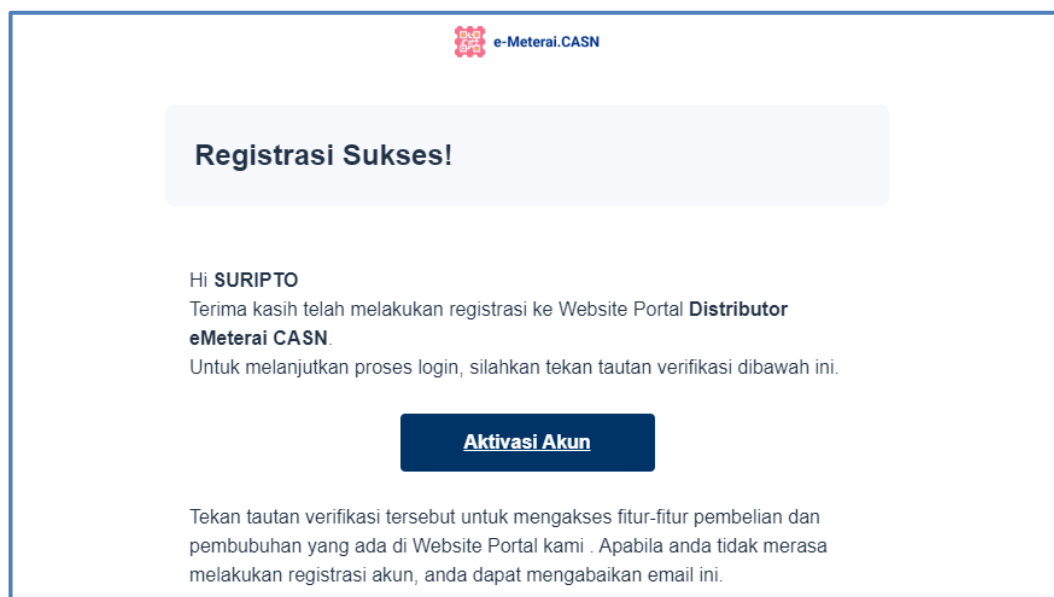 e-Meterai.CASN
Registrasi Sukses!
Hi SURIPTO
Terima kasih telah melakukan registrasi ke Website Portal Distributor
eMeterai CASN.
Untuk melanjutkan proses login, silahkan tekan tautan verifikasi dibawah ini.
Aktivasi Akun
Tekan tautan verifikasi tersebut untuk mengakses fitur-fitur pembelian dan
pembubuhan yang ada di Website Portal kami . Apabila anda tidak merasa
melakukan registrasi akun, anda dapat mengabaikan email ini.